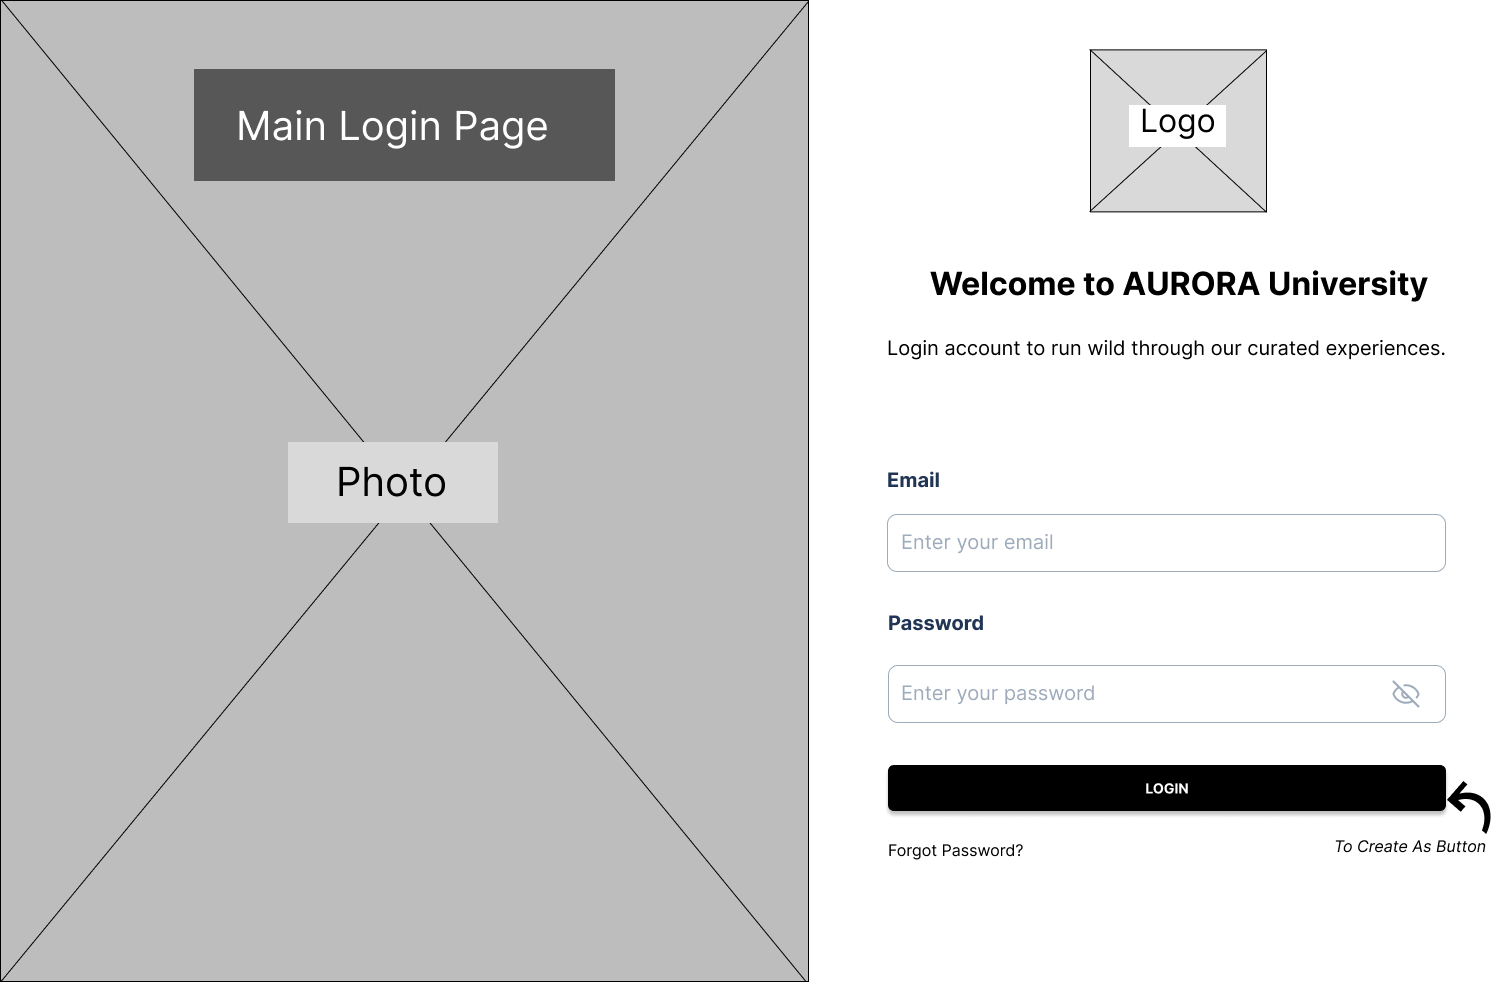 Main Login Page
Photo
Logo
Welcome to AURORA University
Login account to run wild through our curated experiences.
Email
Enter your email
Password
Enter your password
LOGIN
Forgot Password?
To Create As Button